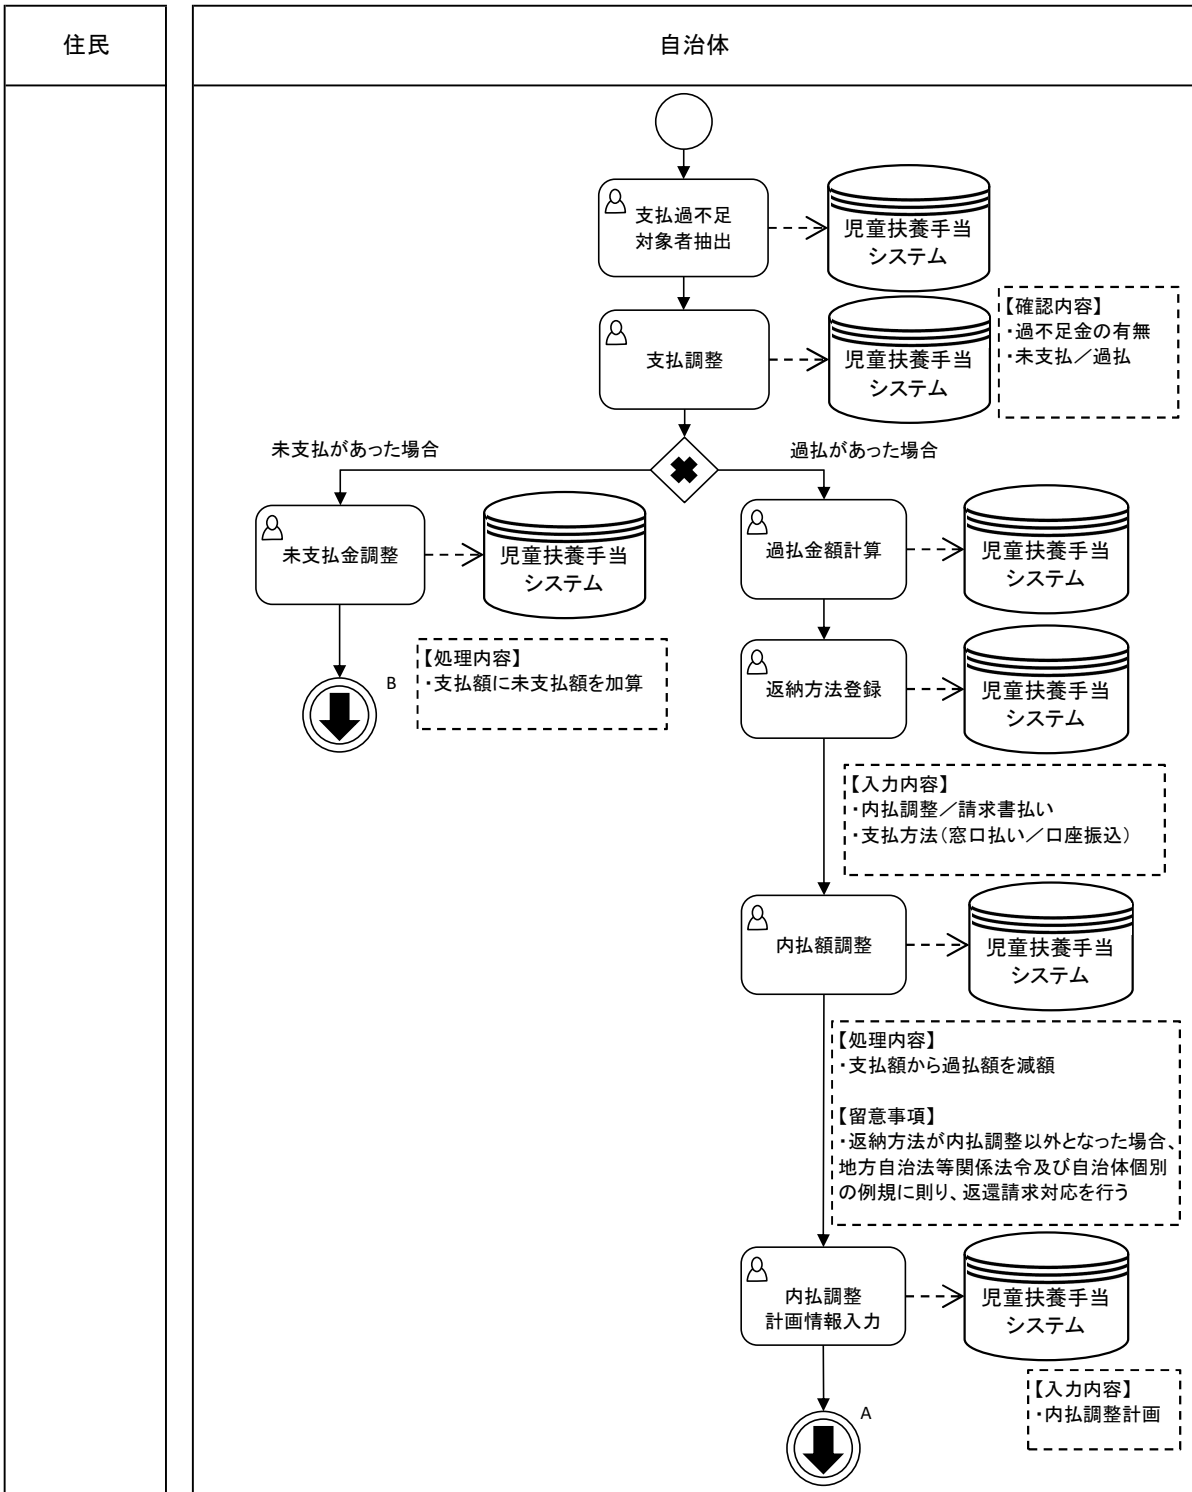 住民
自治体
支払過不足
対象者抽出
児童扶養手当
システム
支払調整
児童扶養手当
システム
【確認内容】
・過不足金の有無
・未支払／過払
未支払があった場合
過払があった場合
未支払金調整
児童扶養手当
システム
過払金額計算
児童扶養手当
システム
【処理内容】
・支払額に未支払額を加算
B
返納方法登録
児童扶養手当
システム
【入力内容】
・内払調整／請求書払い
・支払方法（窓口払い／口座振込）
内払額調整
児童扶養手当
システム
【処理内容】
・支払額から過払額を減額
【留意事項】
・返納方法が内払調整以外となった場合、
地方自治法等関係法令及び自治体個別
の例規に則り、返還請求対応を行う
内払調整
計画情報入力
児童扶養手当
システム
【入力内容】
・内払調整計画
A